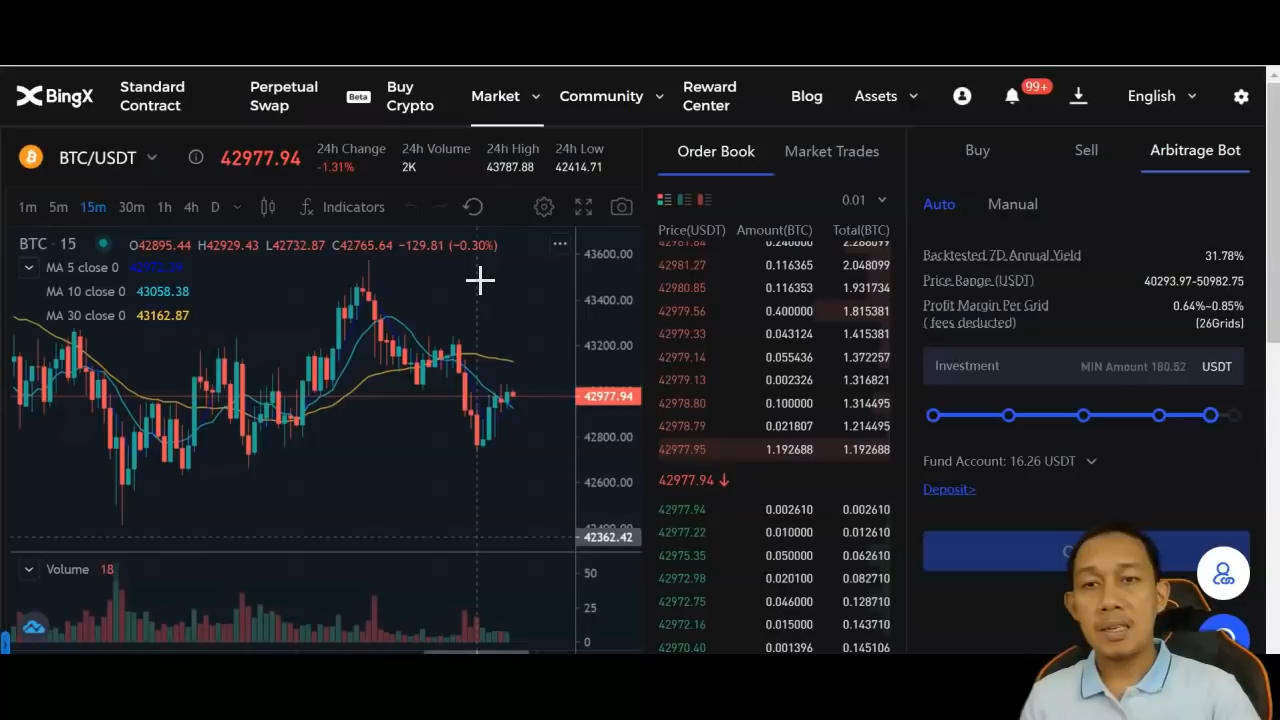 BingX
Standard Contract
Perpetual Swap
Beta
Buy Crypto
Market
Community
Reward Center
Blog
Assets
99+
English
BTC/USDT
42977.94
24h Change
-1.31%
24h Volume
2K
24h High
43787.88
24h Low
42414.71
Order Book
Market Trades
Buy
Sell
Arbitrage Bot
1m 5m 15m 30m 1h 4h D
Indicators
0.01
Auto
Manual
BTC · 15
O42895.44 H42929.43 L42732.87 C42765.64 −129.81 (−0.30%)
MA 5 close 0
MA 10 close 0 43058.38
MA 30 close 0 43162.87
43600.00
43400.00
43200.00
42977.94
42800.00
42600.00
42362.42
Volume 18
50
25
0
Price(USDT) Amount(BTC) Total(BTC)
42981.84 0.240000 2.288099
42981.27 0.116365 2.048099
42980.85 0.116353 1.931734
42979.56 0.400000 1.815381
42979.33 0.043124 1.415381
42979.14 0.055436 1.372257
42979.13 0.002326 1.316821
42978.80 0.100000 1.314495
42978.79 0.021807 1.214495
42977.95 1.192688 1.192688
42977.94
42977.94 0.002610 0.002610
42977.22 0.010000 0.012610
42975.35 0.050000 0.062610
42972.98 0.020100 0.082710
42972.75 0.046000 0.128710
42972.16 0.015000 0.143710
42970.40 0.001396 0.145106
Backtested 7D Annual Yield 31.78%
Price Range (USDT) 40293.97-50982.75
Profit Margin Per Grid 0.64%~0.85%
( fees deducted) [26Grids]
Investment MIN Amount 180.52 USDT
Fund Account: 16.26 USDT
Deposit>